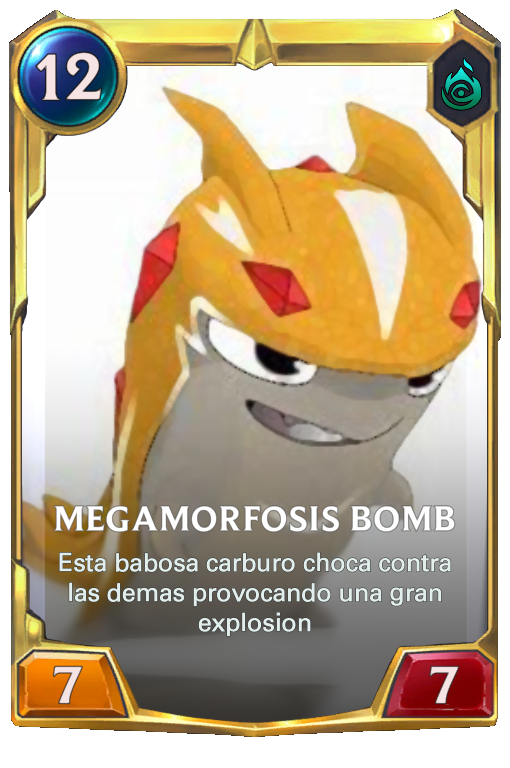 12
MEGAMORFOSIS BOMB
Esta babosa carburo choca contra
las demas provocando una gran
explosion
7
7